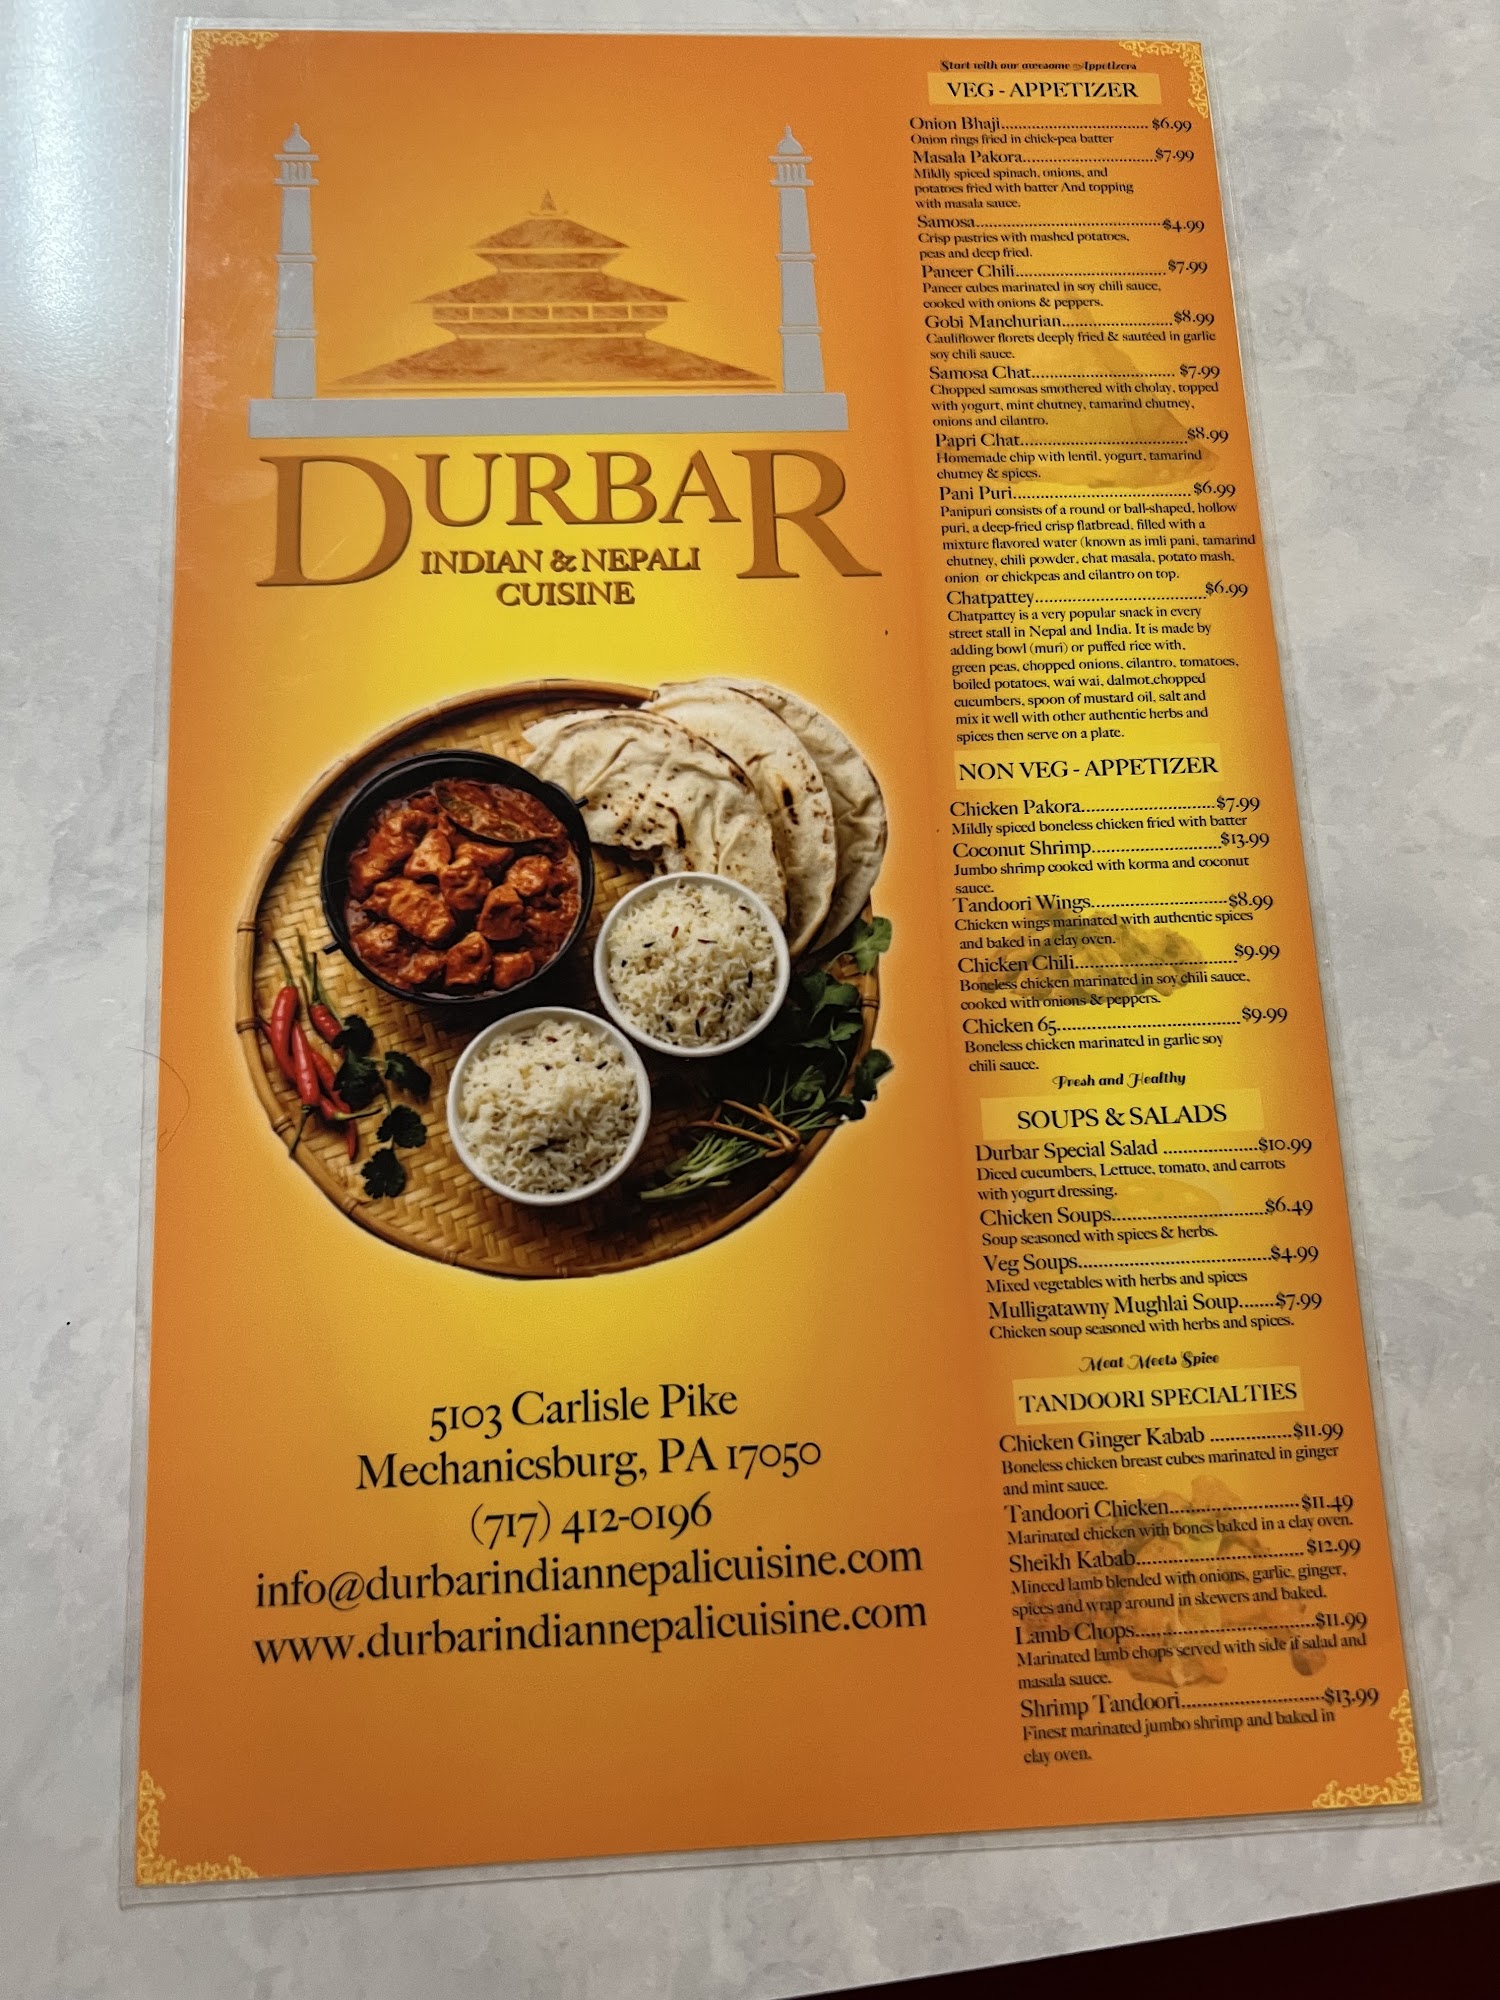 DURBAR
INDIAN & NEPALI
CUISINE
5103 Carlisle Pike
Mechanicsburg, PA 17050
(717) 412-0196
info@durbarindiannepalicuisine.com
www.durbarindiannepalicuisine.com
Start with our awesome Appetizers
VEG - APPETIZER
Onion Bhaji.............................. $6.99
Onion rings fried in chick-pea batter
Masala Pakora...........................$7.99
Mildly spiced spinach, onions, and
potatoes fried with batter And topping
with masala sauce.
Samosa......................................$4.99
Crisp pastries with mashed potatoes,
peas and deep fried.
Paneer Chili............................... $7.99
Paneer cubes marinated in soy chili sauce,
cooked with onions & peppers.
Gobi Manchurian.......................$8.99
Cauliflower florets deeply fried & sautéed in garlic
soy chili sauce.
Samosa Chat............................. $7.99
Chopped samosas smothered with cholay, topped
with yogurt, mint chutney, tamarind chutney,
onions and cilantro.
Papri Chat..................................$8.99
Homemade chip with lentil, yogurt, tamarind
chutney & spices.
Pani Puri.................................... $6.99
Panipuri consists of a round or ball-shaped, hollow
puri, a deep-fried crisp flatbread, filled with a
mixture flavored water (known as imli pani, tamarind
chutney, chili powder, chat masala, potato mash,
onion or chickpeas and cilantro on top.
Chatpattey..................................$6.99
Chatpattey is a very popular snack in every
street stall in Nepal and India. It is made by
adding bowl (muri) or puffed rice with,
green peas, chopped onions, cilantro, tomatoes,
boiled potatoes, wai wai, dalmot,chopped
cucumbers, spoon of mustard oil, salt and
mix it well with other authentic herbs and
spices then serve on a plate.
NON VEG - APPETIZER
Chicken Pakora...........................$7.99
Mildly spiced boneless chicken fried with batter
Coconut Shrimp..........................$13.99
Jumbo shrimp cooked with korma and coconut
sauce.
Tandoori Wings...........................$8.99
Chicken wings marinated with authentic spices
and baked in a clay oven.
Chicken Chili................................$9.99
Boneless chicken marinated in soy chili sauce,
cooked with onions & peppers.
Chicken 65.....................................$9.99
Boneless chicken marinated in garlic soy
chili sauce.
Fresh and Healthy
SOUPS & SALADS
Durbar Special Salad ...................$10.99
Diced cucumbers, Lettuce, tomato, and carrots
with yogurt dressing.
Chicken Soups..............................$6.49
Soup seasoned with spices & herbs.
Veg Soups......................................$4.99
Mixed vegetables with herbs and spices
Mulligatawny Mughlai Soup.......$7.99
Chicken soup seasoned with herbs and spices.
Meat Meets Spice
TANDOORI SPECIALTIES
Chicken Ginger Kabab ................$11.99
Boneless chicken breast cubes marinated in ginger
and mint sauce.
Tandoori Chicken.........................$11.49
Marinated chicken with bones baked in a clay oven.
Sheikh Kabab................................ $12.99
Minced lamb blended with onions, garlic, ginger,
spices and wrap around in skewers and baked.
Lamb Chops..................................$11.99
Marinated lamb chops served with side if salad and
masala sauce.
Shrimp Tandoori...........................$13.99
Finest marinated jumbo shrimp and baked in
clay oven.